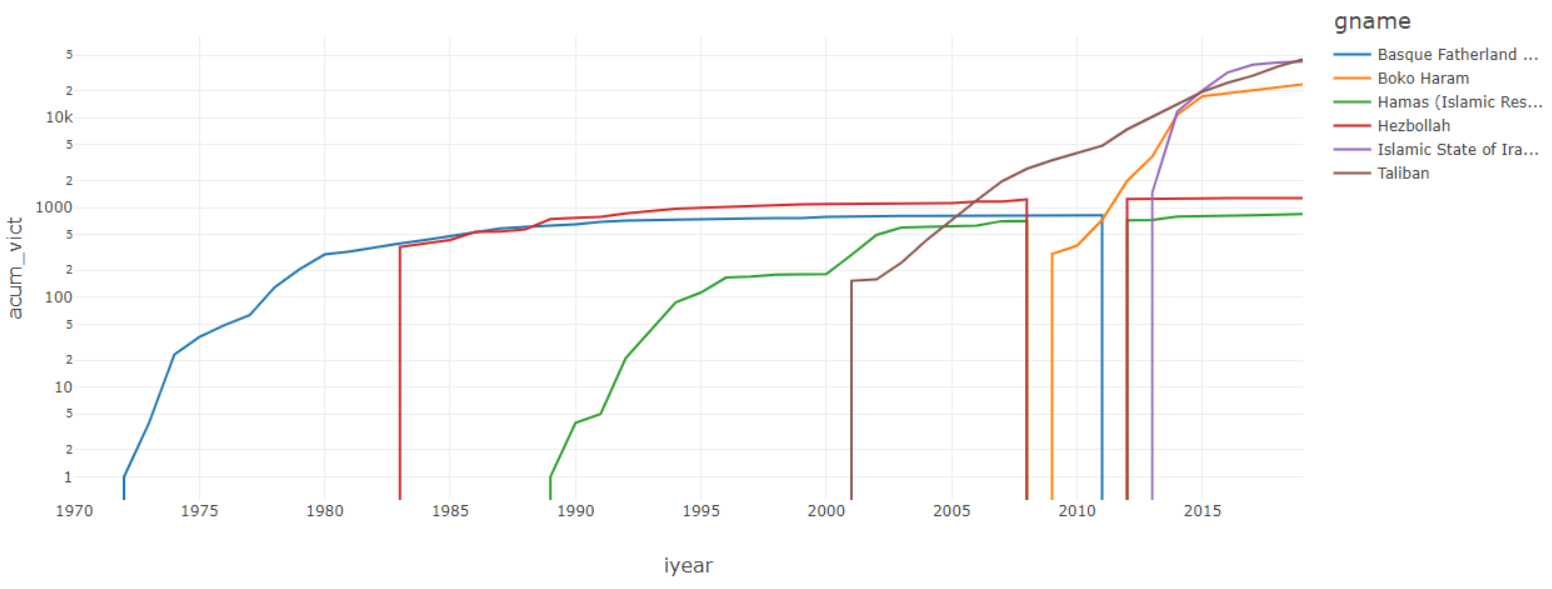 gname
Basque Fatherland ...
Boko Haram
Hamas (Islamic Res...
Hezbollah
Islamic State of Ira...
Taliban
acum_vict
5
2
10k
5
2
1000
5
2
100
5
2
10
5
2
1
1970 1975 1980 1985 1990 1995 2000 2005 2010 2015
iyear